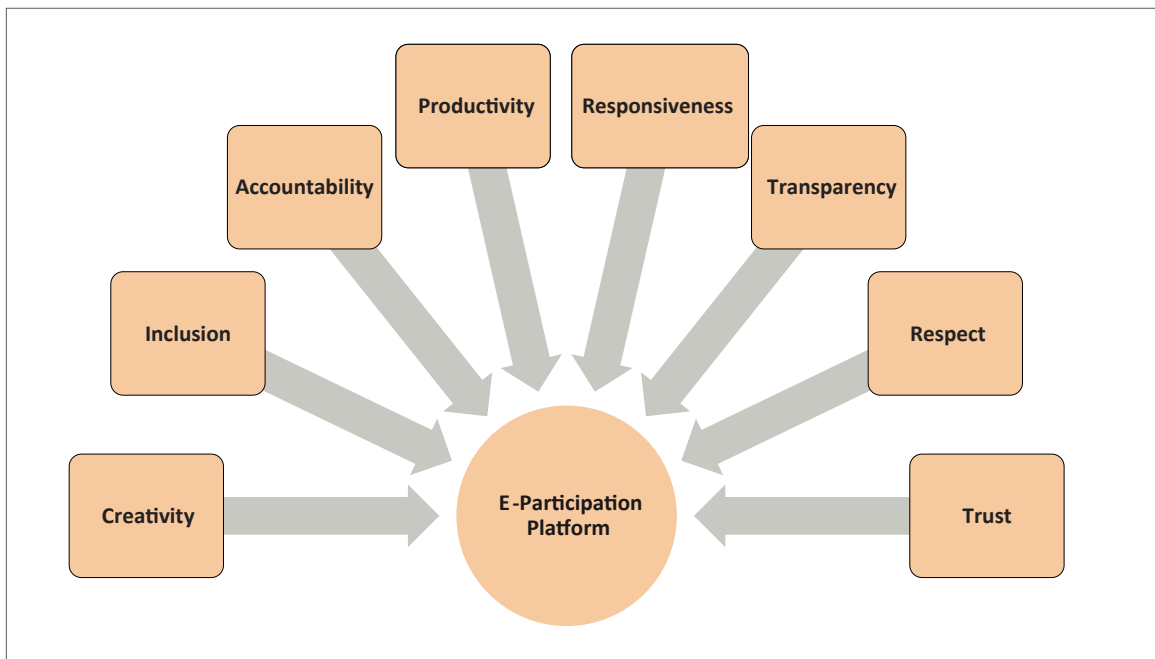 Productivity
Responsiveness
Accountability
Transparency
Inclusion
Respect
Creativity
E-Participation
Platform
Trust